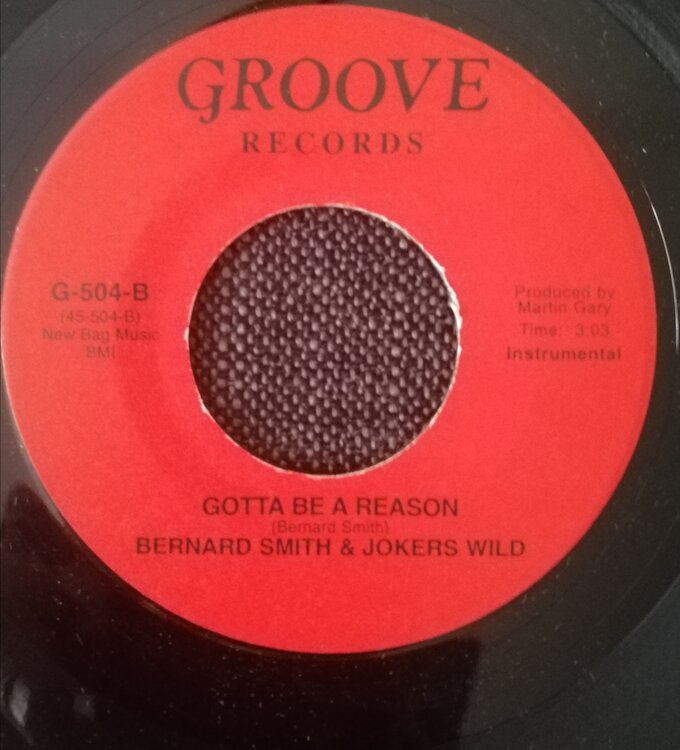 GROOVE
RECORDS
G-504-B
(45-504-B)
New Bag Music
BMI
Produced by
Martin Gary
Time: 3:03
Instrumental
GOTTA BE A REASON
(Bernard Smith)
BERNARD SMITH & JOKERS WILD